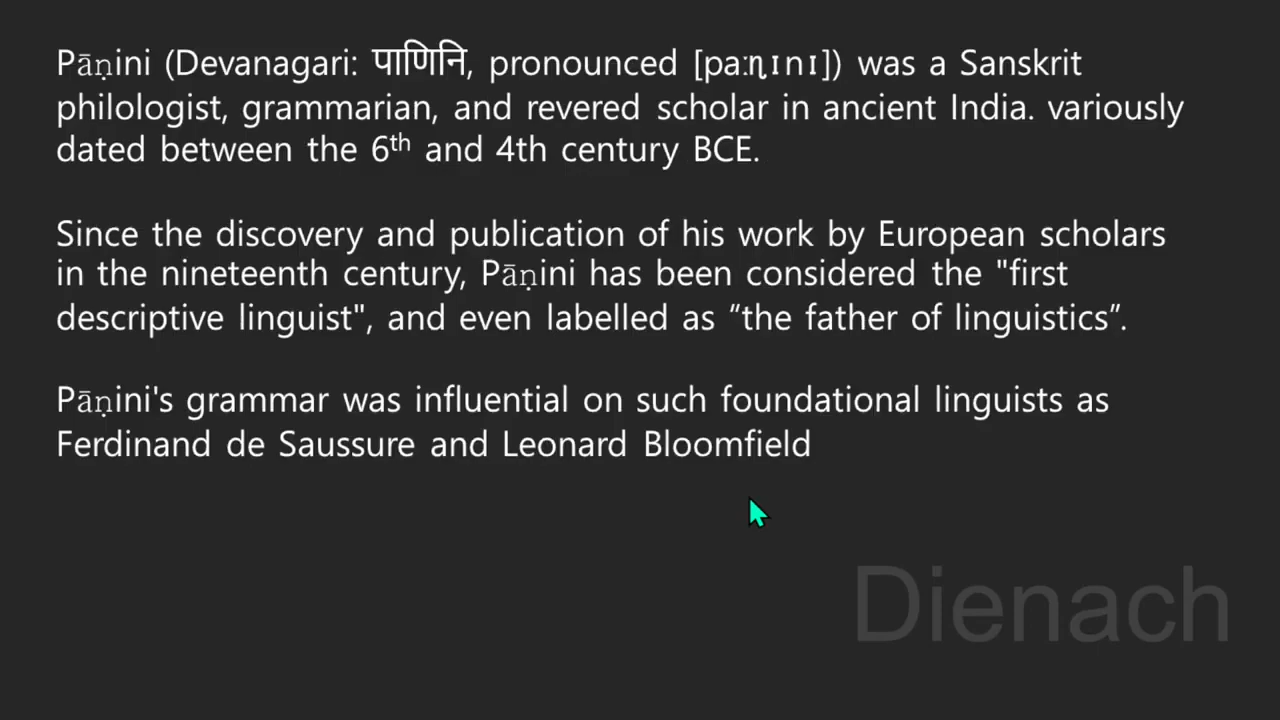 Pāṇini (Devanagari: पाणिनि, pronounced [paːɳɪnɪ]) was a Sanskrit
philologist, grammarian, and revered scholar in ancient India. variously
dated between the 6th and 4th century BCE.
Since the discovery and publication of his work by European scholars
in the nineteenth century, Pāṇini has been considered the "first
descriptive linguist", and even labelled as “the father of linguistics”.
Pāṇini's grammar was influential on such foundational linguists as
Ferdinand de Saussure and Leonard Bloomfield
Dienach